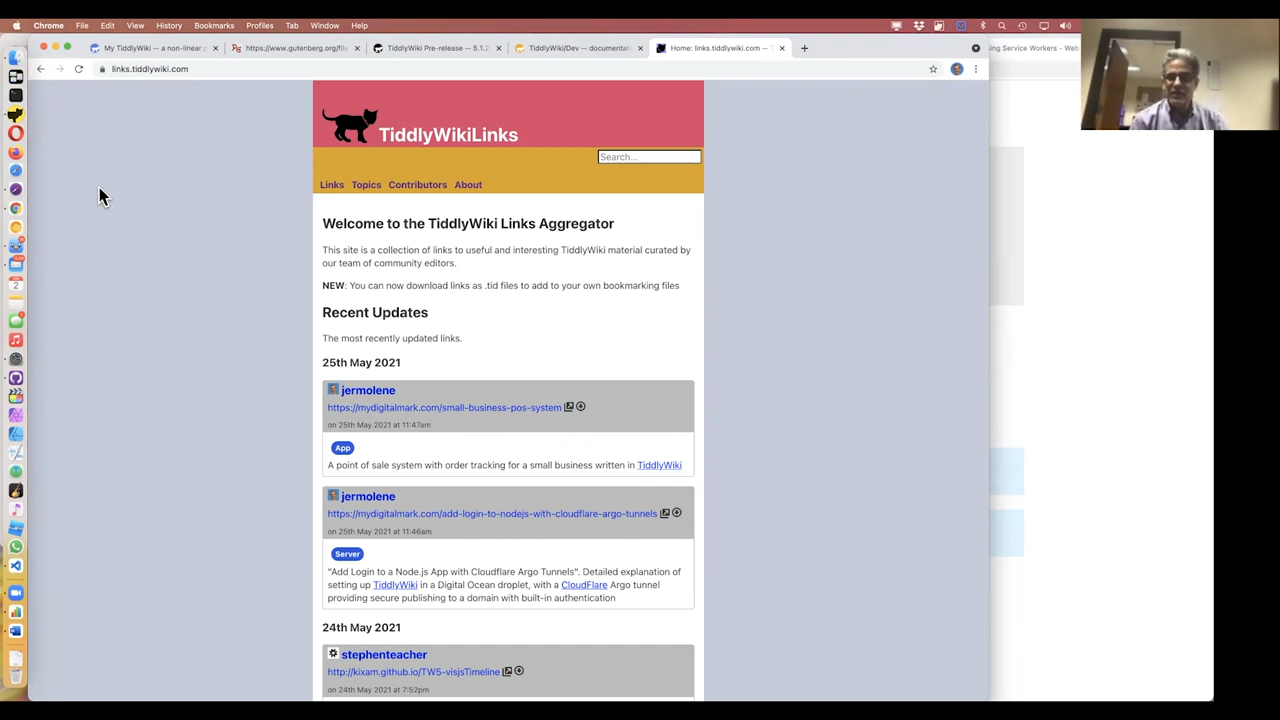 Chrome File Edit View History Bookmarks Profiles Tab Window Help
My TiddlyWiki — a non-linear p
https://www.gutenberg.org/file
TiddlyWiki Pre-release — 5.1.2
TiddlyWiki/Dev — documentati
Home: links.tiddlywiki.com —
ing Service Workers - Web
links.tiddlywiki.com
TiddlyWikiLinks
Search...
Links Topics Contributors About
Welcome to the TiddlyWiki Links Aggregator
This site is a collection of links to useful and interesting TiddlyWiki material curated by
our team of community editors.
NEW: You can now download links as .tid files to add to your own bookmarking files
Recent Updates
The most recently updated links.
25th May 2021
jermolene
https://mydigitalmark.com/small-business-pos-system
on 25th May 2021 at 11:47am
App
A point of sale system with order tracking for a small business written in TiddlyWiki
jermolene
https://mydigitalmark.com/add-login-to-nodejs-with-cloudflare-argo-tunnels
on 25th May 2021 at 11:46am
Server
"Add Login to a Node.js App with Cloudflare Argo Tunnels". Detailed explanation of
setting up TiddlyWiki in a Digital Ocean droplet, with a CloudFlare Argo tunnel
providing secure publishing to a domain with built-in authentication
24th May 2021
stephenteacher
http://kixam.github.io/TW5-visjsTimeline
on 24th May 2021 at 7:52pm